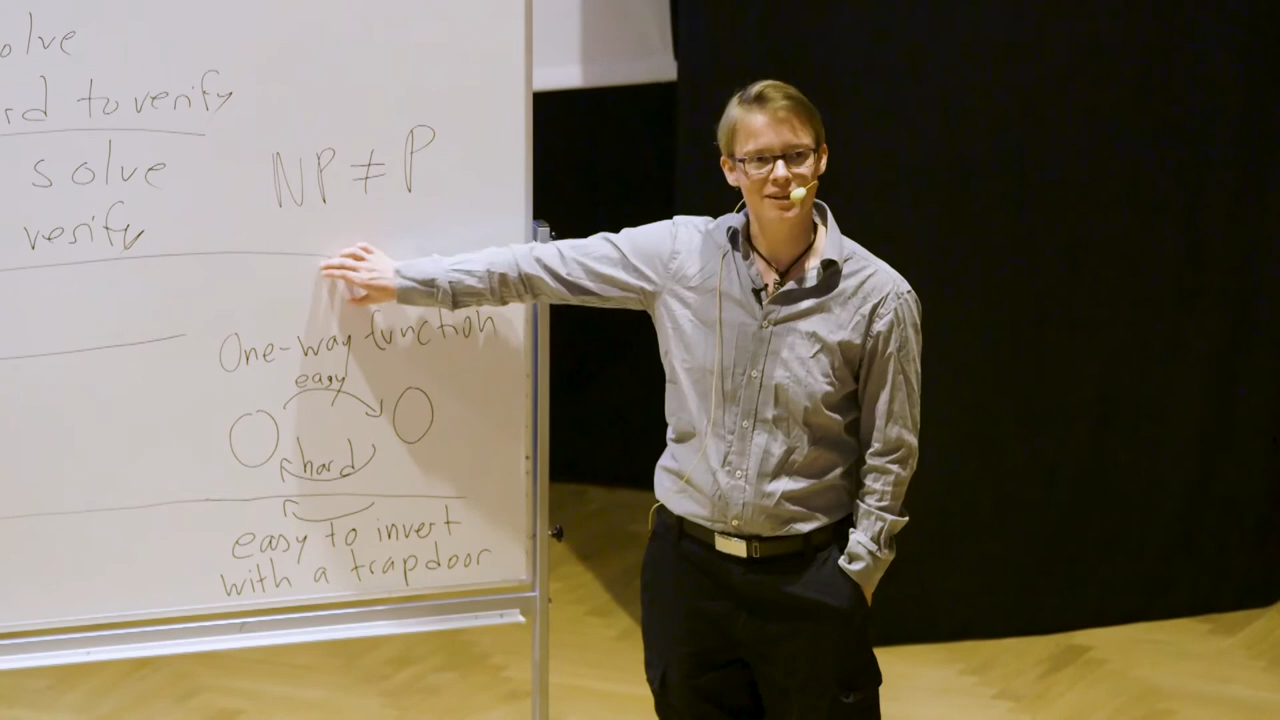 olve
rd to verify
solve
verify
NP ≠ P
One-way function
easy
hard
easy to invert
with a trapdoor